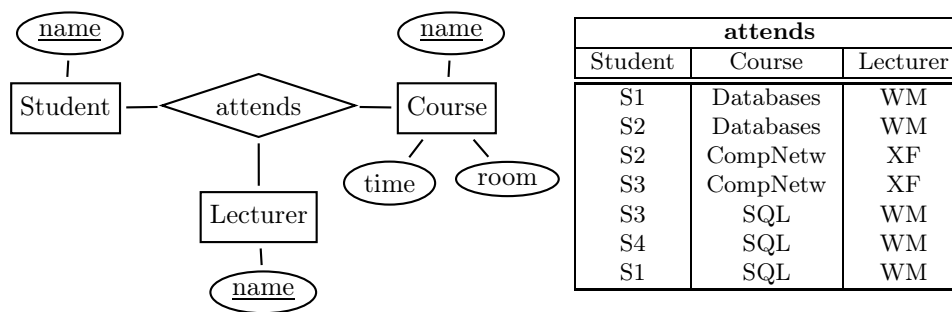 name
name
Student
attends
Course
time
room
Lecturer
name
attends
Student Course Lecturer
S1 Databases WM
S2 Databases WM
S2 CompNetw XF
S3 CompNetw XF
S3 SQL WM
S4 SQL WM
S1 SQL WM